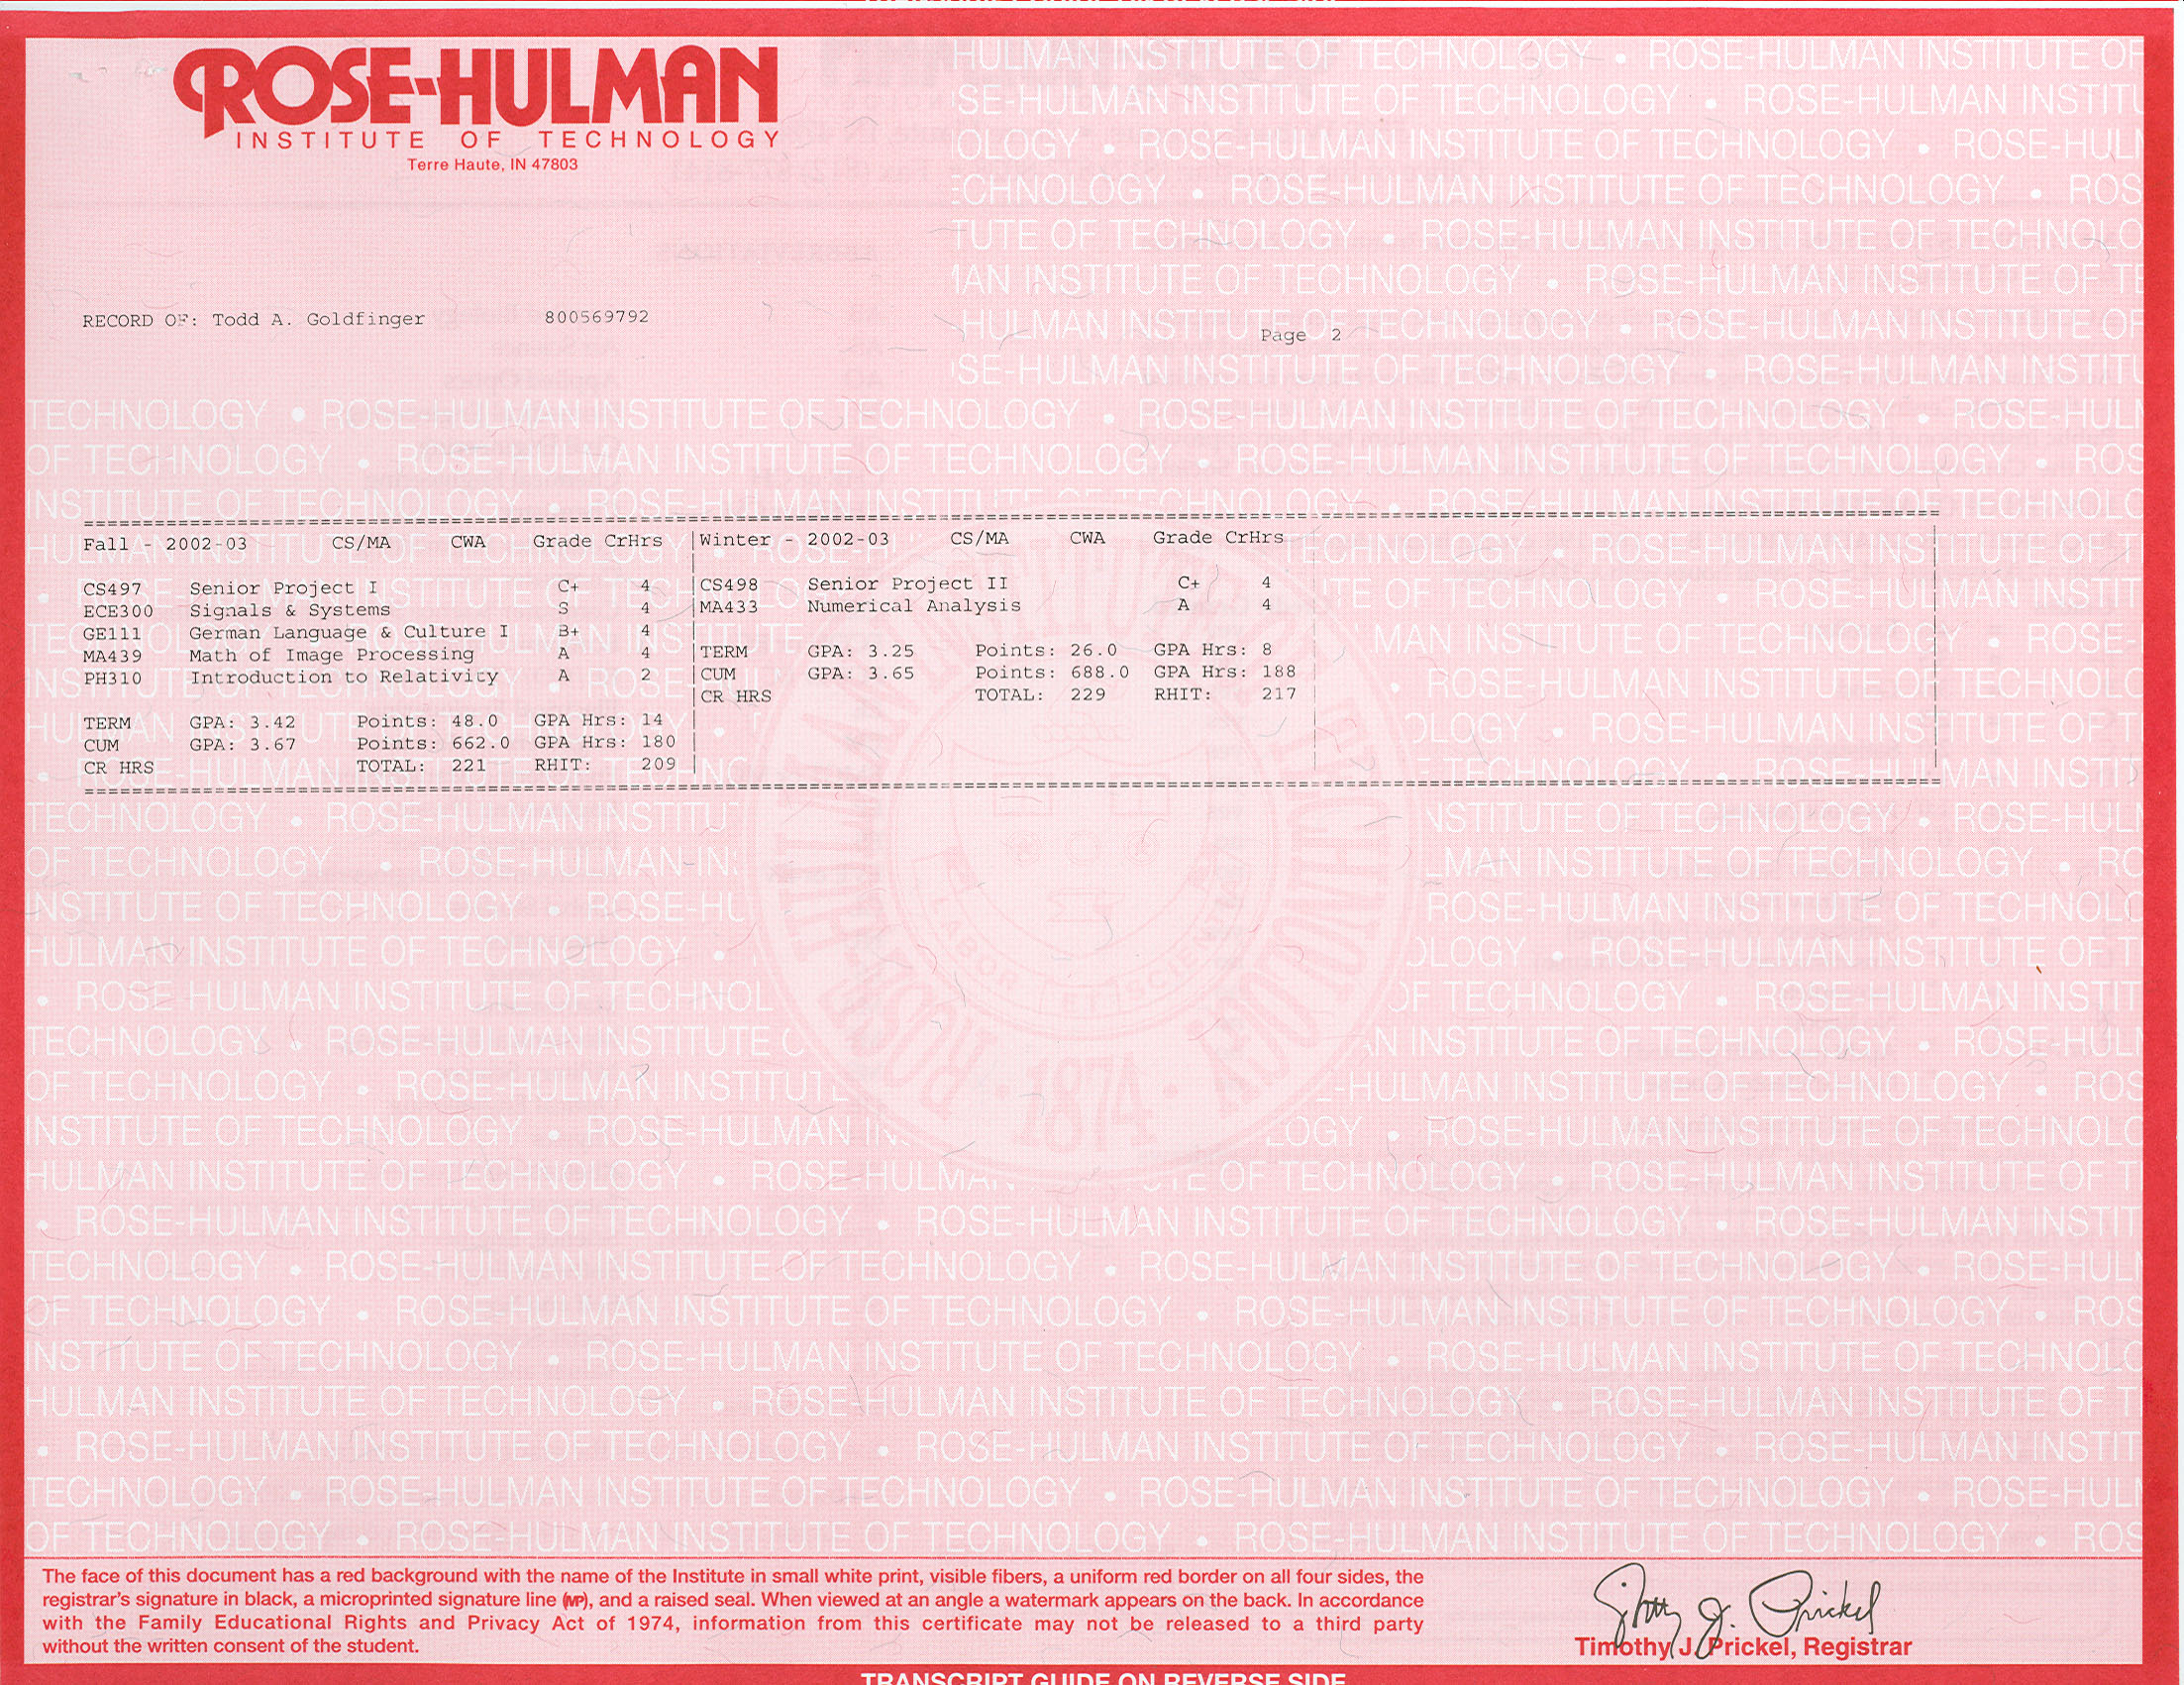 ROSE-HULMAN
INSTITUTE OF TECHNOLOGY
Terre Haute, IN 47803
RECORD OF: Todd A. Goldfinger 800569792
Page 2
Fall - 2002-03 CS/MA CWA Grade CrHrs
CS497 Senior Project I C+ 4
ECE300 Signals & Systems S 4
GE111 German Language & Culture I B+ 4
MA439 Math of Image Processing A 4
PH310 Introduction to Relativity A 2
TERM GPA: 3.42 Points: 48.0 GPA Hrs: 14
CUM GPA: 3.67 Points: 662.0 GPA Hrs: 180
CR HRS TOTAL: 221 RHIT: 209
Winter - 2002-03 CS/MA CWA Grade CrHrs
CS498 Senior Project II C+ 4
MA433 Numerical Analysis A 4
TERM GPA: 3.25 Points: 26.0 GPA Hrs: 8
CUM GPA: 3.65 Points: 688.0 GPA Hrs: 188
CR HRS TOTAL: 229 RHIT: 217
ROSE-HULMAN INSTITUTE OF TECHNOLOGY
1874
LABOR ET SCIENTIA
The face of this document has a red background with the name of the Institute in small white print, visible fibers, a uniform red border on all four sides, the
registrar's signature in black, a microprinted signature line (MP), and a raised seal. When viewed at an angle a watermark appears on the back. In accordance
with the Family Educational Rights and Privacy Act of 1974, information from this certificate may not be released to a third party
without the written consent of the student.
Timothy J. Prickel
Timothy J. Prickel, Registrar
TRANSCRIPT GUIDE ON REVERSE SIDE